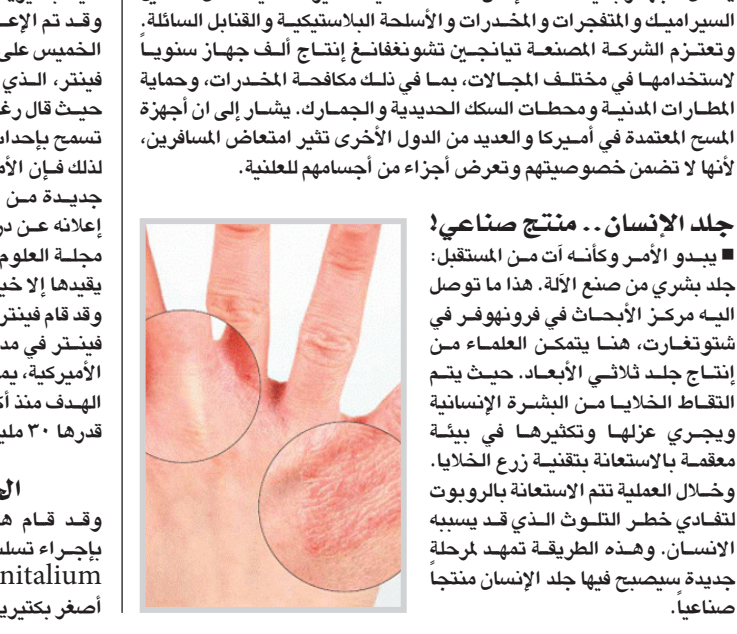 السيراميك والمتفجرات والمخدرات والأسلحة البلاستيكية والقنابل السائلة.
وتعتزم الشركة المصنعة تيانجين تشونغفانغ إنتاج ألف جهاز سنوياً
لاستخدامها في مختلف المجالات، بما في ذلك مكافحة المخدرات، وحماية
المطارات المدنية ومحطات السكك الحديدية والجمارك. يشار إلى ان أجهزة
المسح المعتمدة في أميركا والعديد من الدول الأخرى تثير امتعاض المسافرين،
لأنها لا تضمن خصوصيتهم وتعرض أجزاء من أجسامهم للعلنية.
جلد الإنسان.. منتج صناعي!
■ يبدو الأمر وكأنه آت من المستقبل:
جلد بشري من صنع الآلة. هذا ما توصل
اليه مركز الأبحاث في فرونهوفر في
شتوتغارت، هنا يتمكن العلماء من
إنتاج جلد ثلاثي الأبعاد. حيث يتم
التقاط الخلايا من البشرة الإنسانية
ويجري عزلها وتكثيرها في بيئة
معقمة بالاستعانة بتقنية زرع الخلايا.
وخلال العملية تتم الاستعانة بالروبوت
لتفادي خطر التلوث الذي قد يسببه
الانسان. وهذه الطريقة تمهد لمرحلة
جديدة سيصبح فيها جلد الإنسان منتجاً
صناعياً.
وقد تم الإع
الخميس على
فينتر، الذي
حيث قال رغ
تسمح بإحداث
لذلك فإن الأم
جديدة من
إعلانه عن در
مجلة العلوم
يقيدها إلا خي
وقد قام فينتر
فينتر في مد
الأميركية، يم
الهدف منذ أك
قدرها ٣٠ ملي
وقد قام ه
بإجراء تسل
nitalium
أصغر بكتيري